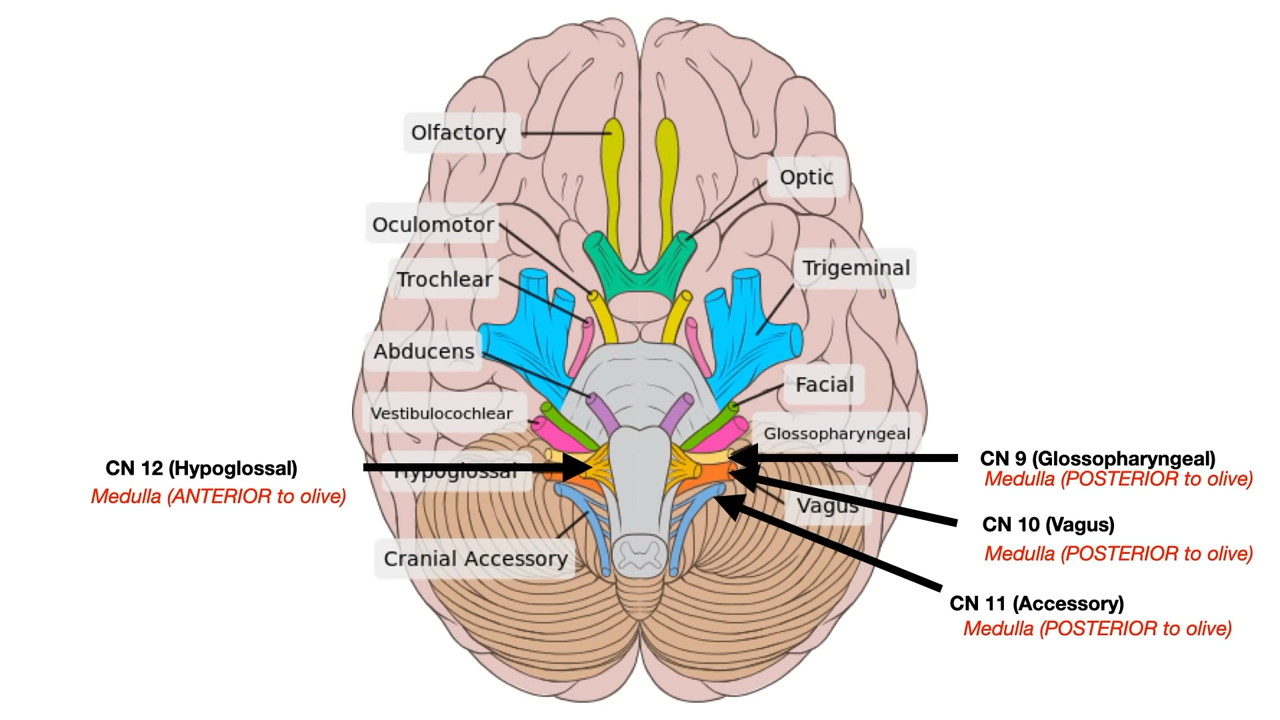 Olfactory
Optic
Oculomotor
Trigeminal
Trochlear
Abducens
Facial
Vestibulocochlear
Glossopharyngeal
CN 12 (Hypoglossal)
Medulla (ANTERIOR to olive)
Hypoglossal
CN 9 (Glossopharyngeal)
Medulla (POSTERIOR to olive)
Vagus
CN 10 (Vagus)
Medulla (POSTERIOR to olive)
Cranial Accessory
CN 11 (Accessory)
Medulla (POSTERIOR to olive)